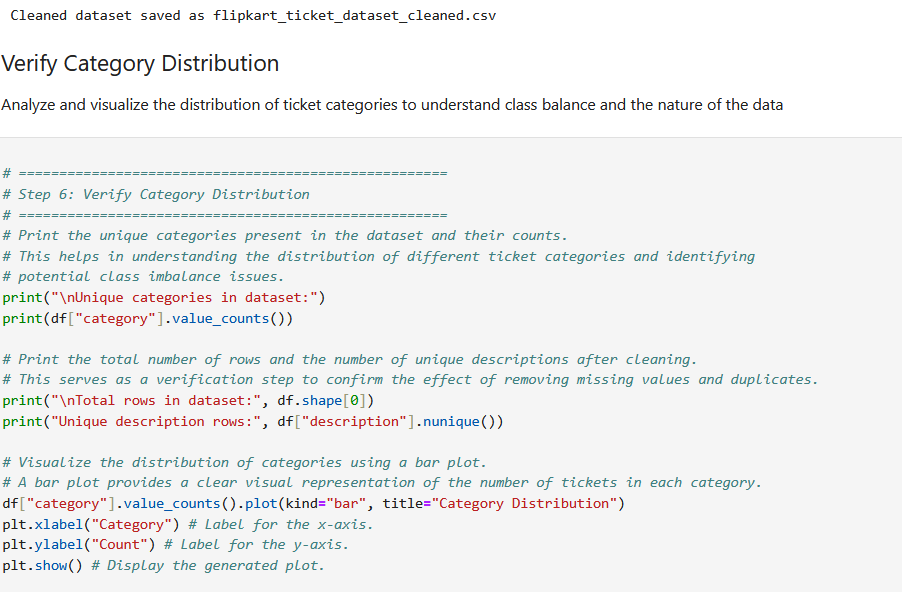 Cleaned dataset saved as flipkart_ticket_dataset_cleaned.csv
Verify Category Distribution
Analyze and visualize the distribution of ticket categories to understand class balance and the nature of the data
# =====================================================
# Step 6: Verify Category Distribution
# =====================================================
# Print the unique categories present in the dataset and their counts.
# This helps in understanding the distribution of different ticket categories and identifying
# potential class imbalance issues.
print("\nUnique categories in dataset:")
print(df["category"].value_counts())
# Print the total number of rows and the number of unique descriptions after cleaning.
# This serves as a verification step to confirm the effect of removing missing values and duplicates.
print("\nTotal rows in dataset:", df.shape[0])
print("Unique description rows:", df["description"].nunique())
# Visualize the distribution of categories using a bar plot.
# A bar plot provides a clear visual representation of the number of tickets in each category.
df["category"].value_counts().plot(kind="bar", title="Category Distribution")
plt.xlabel("Category") # Label for the x-axis.
plt.ylabel("Count") # Label for the y-axis.
plt.show() # Display the generated plot.